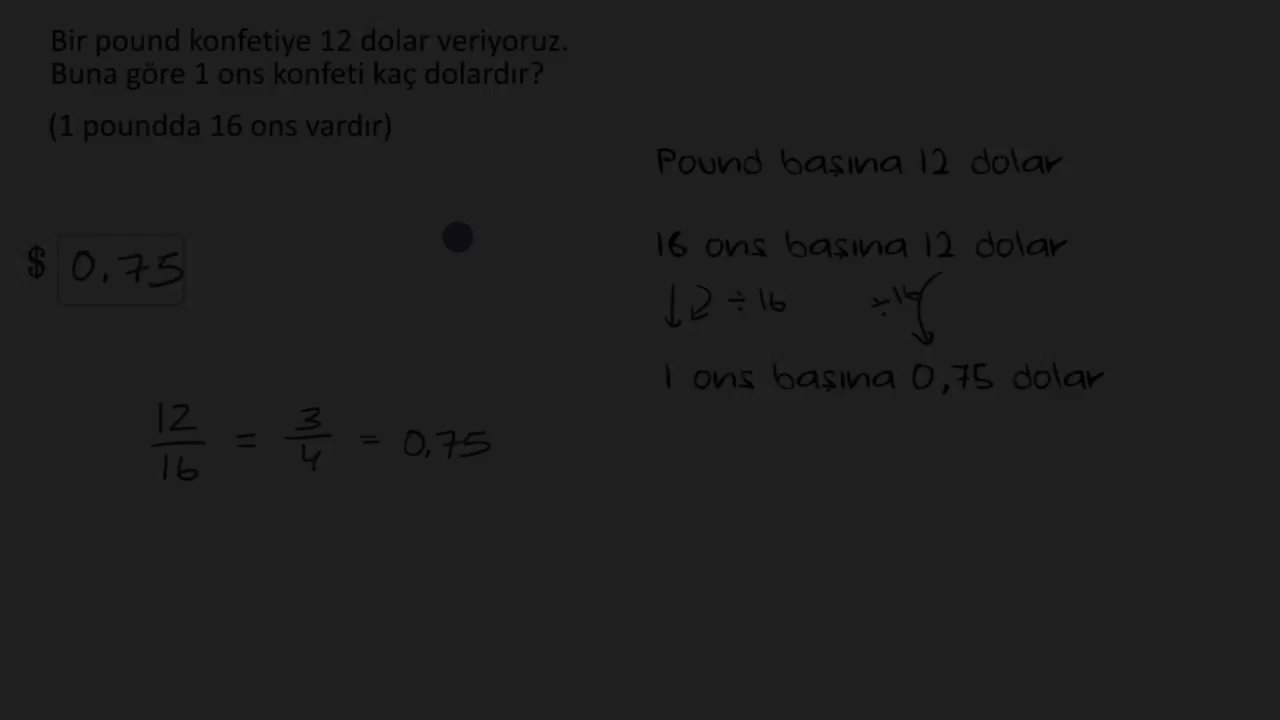 Bir pound konfetiye 12 dolar veriyoruz.
Buna göre 1 ons konfeti kaç dolardır?
(1 poundda 16 ons vardır)
$ 0.75
12/16 = 3/4 = 0,75
Pound başına 12 dolar
16 ons başına 12 dolar
÷16 ÷16
1 ons başına 0,75 dolar